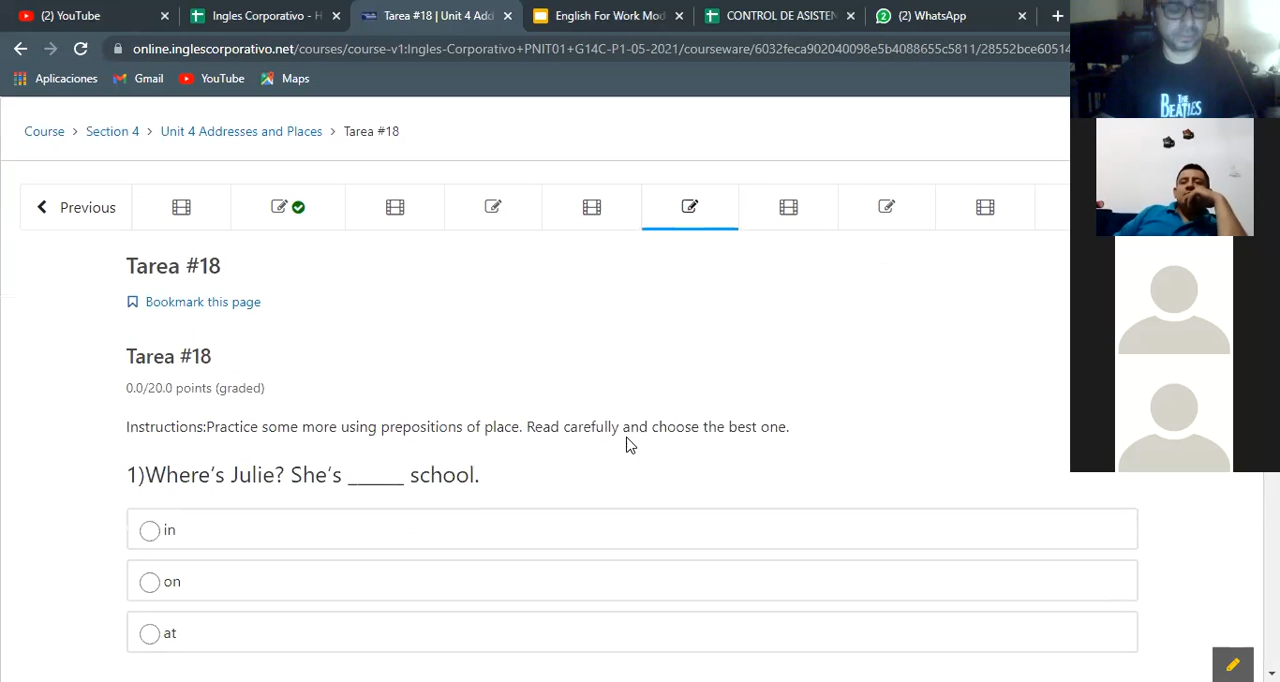 (2) YouTube
Ingles Corporativo - H
Tarea #18 | Unit 4 Add
English For Work Mod
CONTROL DE ASISTEN
(2) WhatsApp
online.inglescorporativo.net/courses/course-v1:Ingles-Corporativo+PNIT01+G14C-P1-05-2021/courseware/6032feca902040098e5b4088655c5811/28552bce60514
Aplicaciones
Gmail
YouTube
Maps
THE
BEATLES
Course > Section 4 > Unit 4 Addresses and Places > Tarea #18
Previous
Tarea #18
Bookmark this page
Tarea #18
0.0/20.0 points (graded)
Instructions:Practice some more using prepositions of place. Read carefully and choose the best one.
1)Where's Julie? She's _____ school.
in
on
at